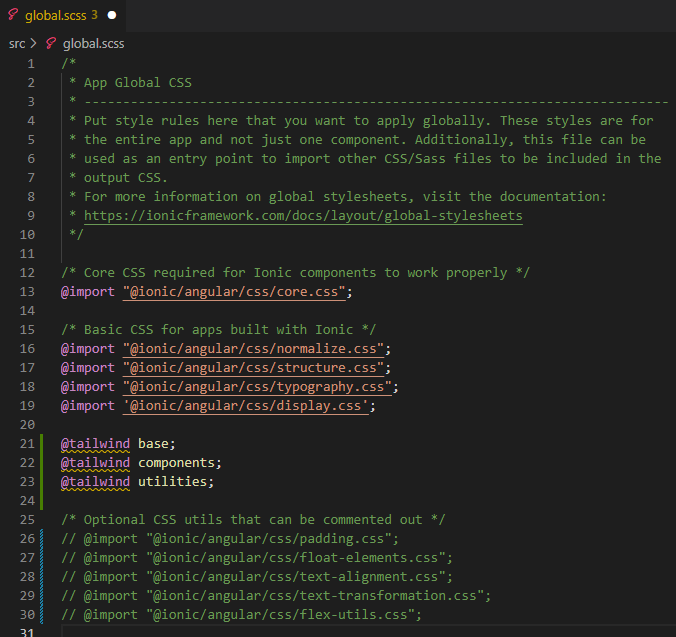 global.scss 3
src > global.scss
1 /*
2 * App Global CSS
3 * ----------------------------------------------------------------------------
4 * Put style rules here that you want to apply globally. These styles are for
5 * the entire app and not just one component. Additionally, this file can be
6 * used as an entry point to import other CSS/Sass files to be included in the
7 * output CSS.
8 * For more information on global stylesheets, visit the documentation:
9 * https://ionicframework.com/docs/layout/global-stylesheets
10 */
11
12 /* Core CSS required for Ionic components to work properly */
13 @import "@ionic/angular/css/core.css";
14
15 /* Basic CSS for apps built with Ionic */
16 @import "@ionic/angular/css/normalize.css";
17 @import "@ionic/angular/css/structure.css";
18 @import "@ionic/angular/css/typography.css";
19 @import '@ionic/angular/css/display.css';
20
21 @tailwind base;
22 @tailwind components;
23 @tailwind utilities;
24
25 /* Optional CSS utils that can be commented out */
26 // @import "@ionic/angular/css/padding.css";
27 // @import "@ionic/angular/css/float-elements.css";
28 // @import "@ionic/angular/css/text-alignment.css";
29 // @import "@ionic/angular/css/text-transformation.css";
30 // @import "@ionic/angular/css/flex-utils.css";
31